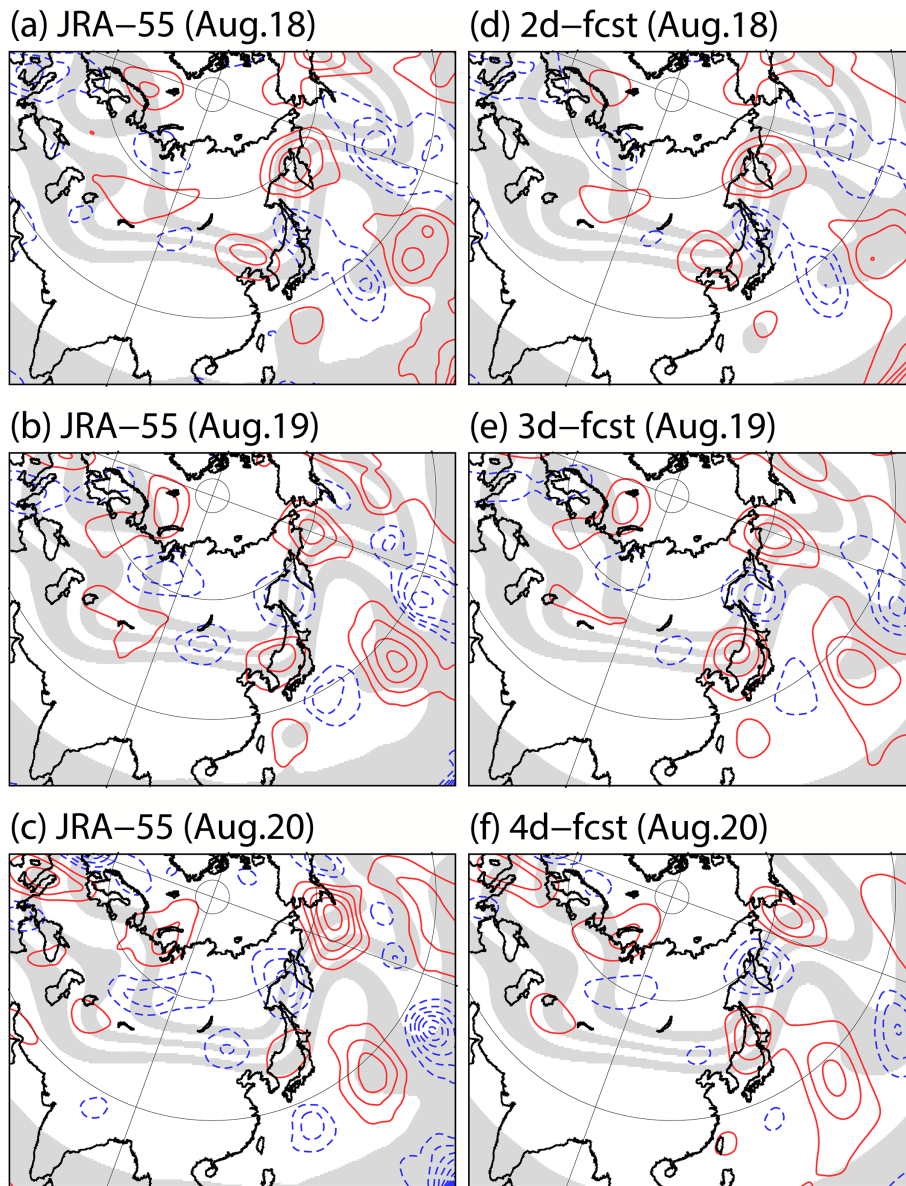 (a) JRA−55 (Aug.18)
(d) 2d−fcst (Aug.18)
(b) JRA−55 (Aug.19)
(e) 3d−fcst (Aug.19)
(c) JRA−55 (Aug.20)
(f) 4d−fcst (Aug.20)